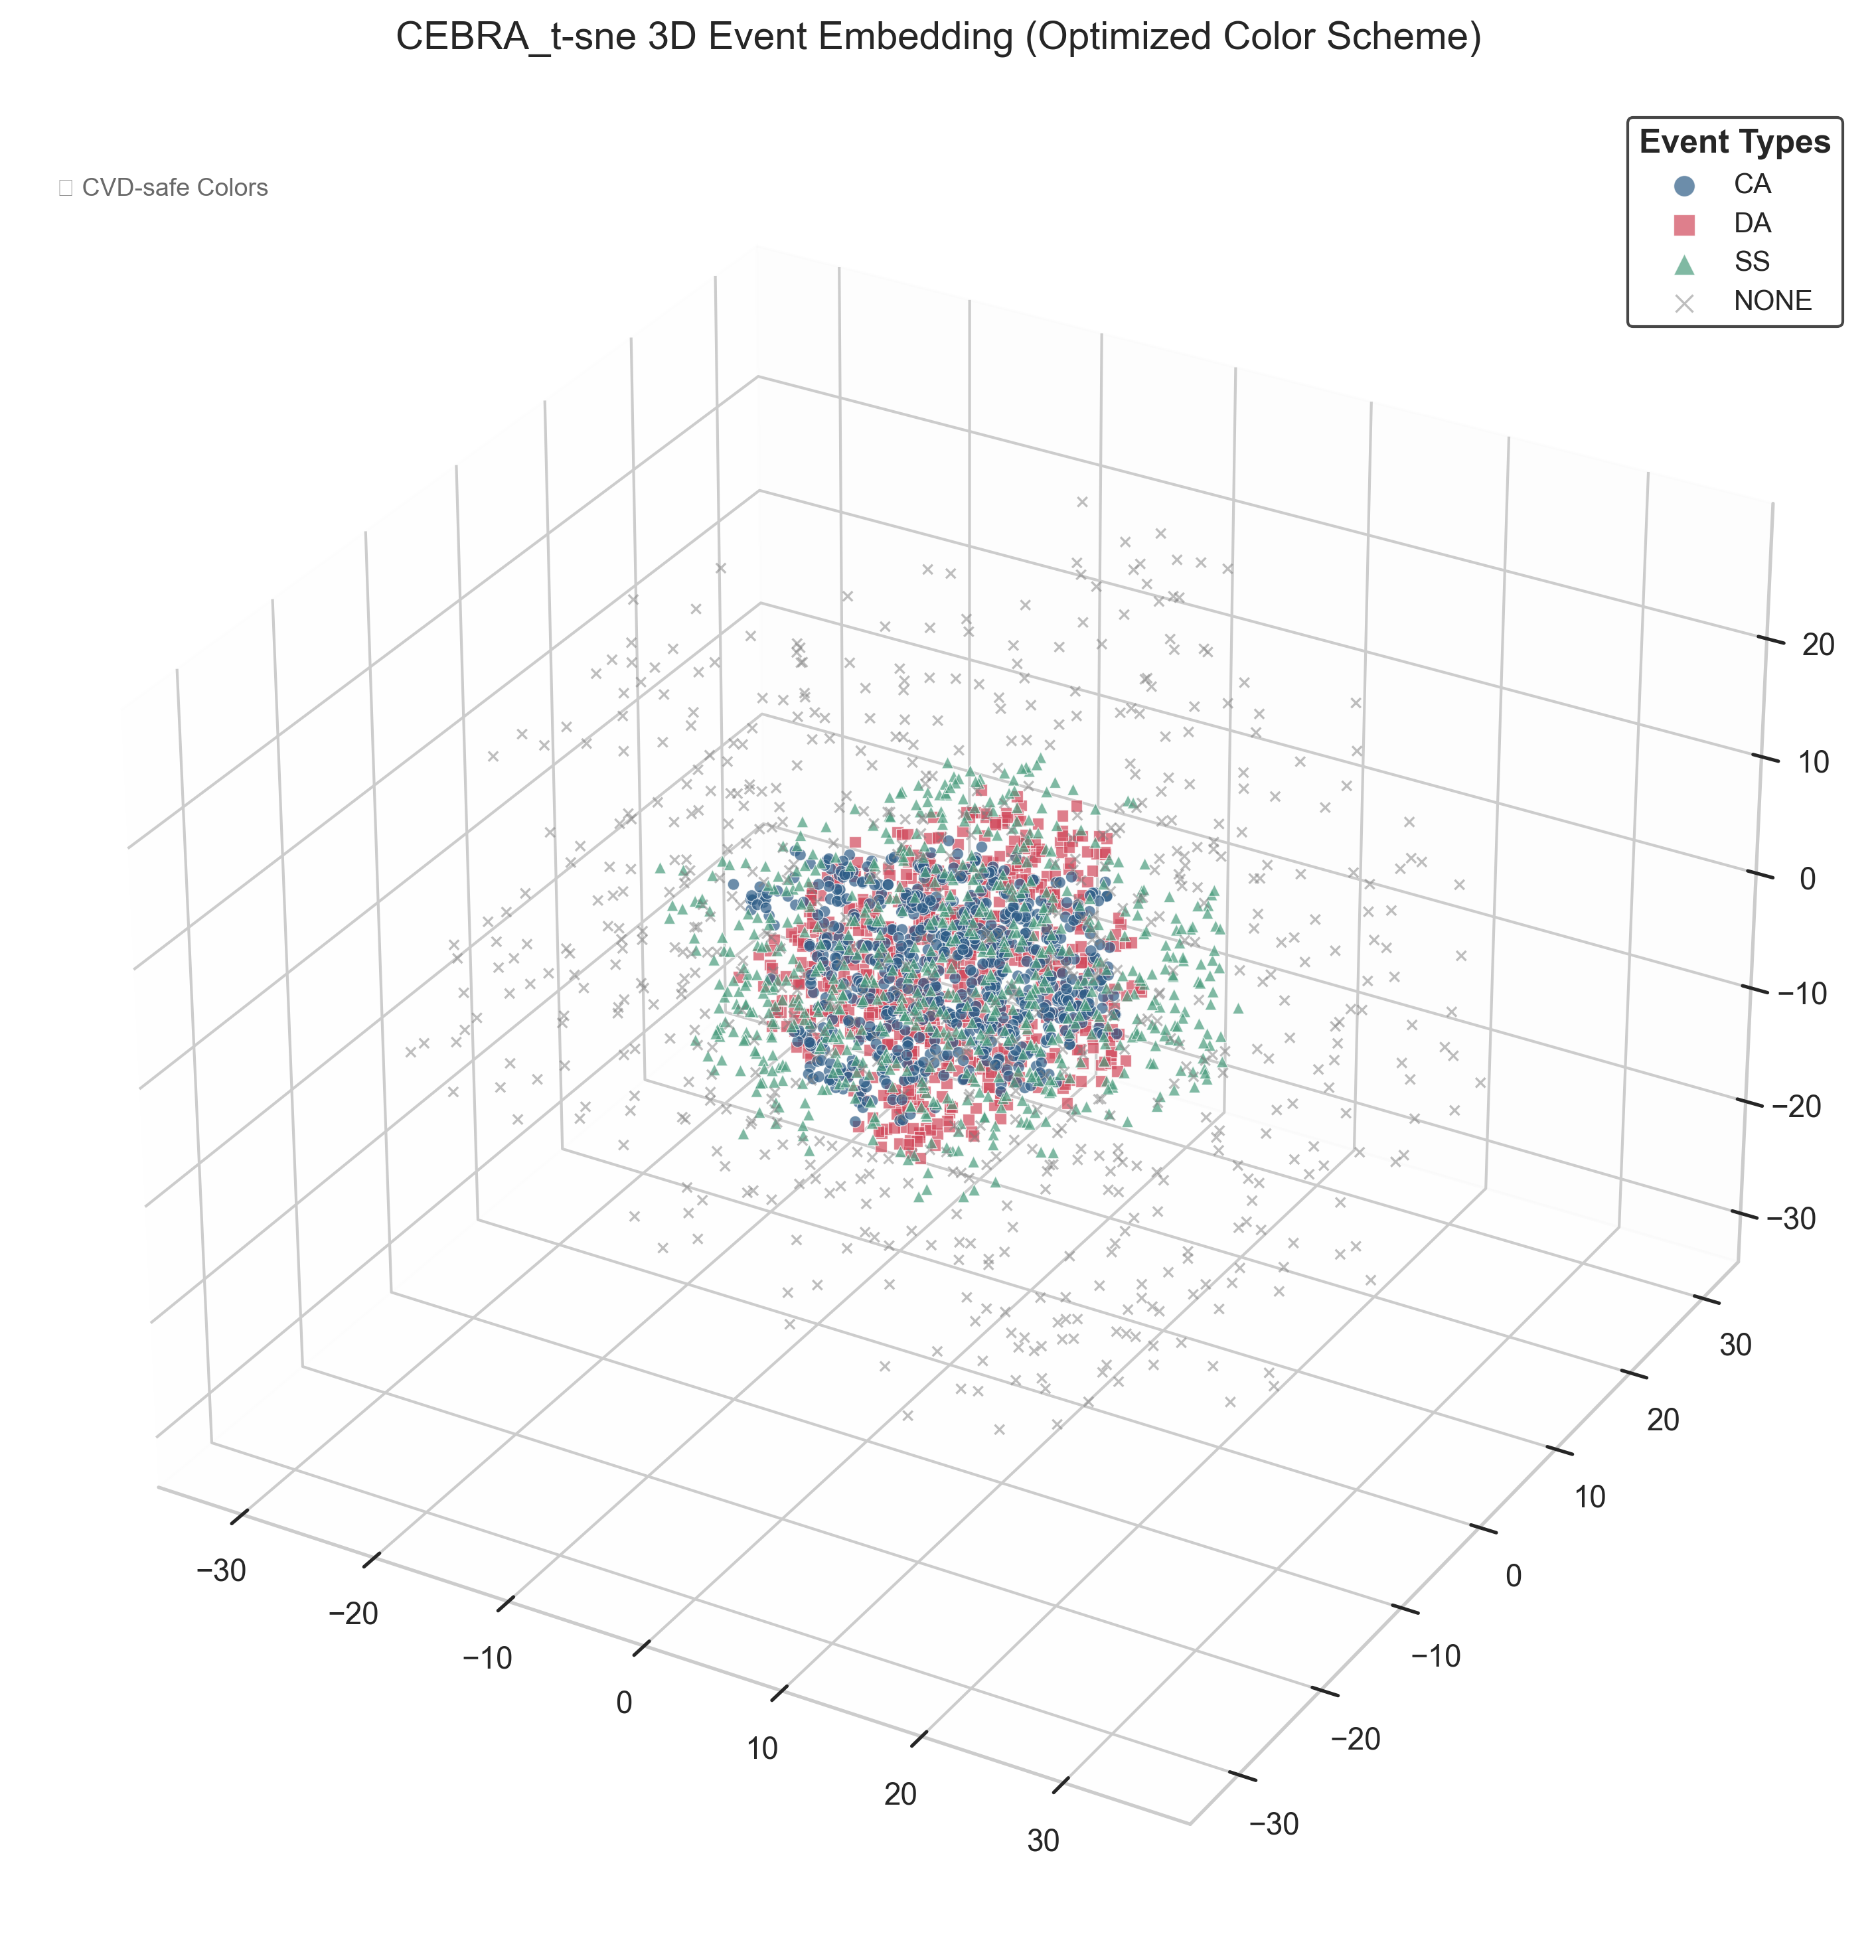 CEBRA_t-sne 3D Event Embedding (Optimized Color Scheme)
Event Types
CA
DA
SS
NONE
▯ CVD-safe Colors
20
10
0
−10
−20
−30
30
20
10
0
−10
−20
−30
−30
−20
−10
0
10
20
30